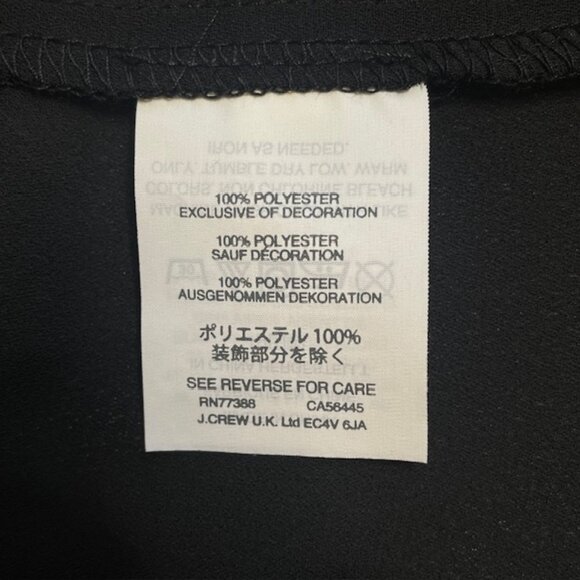 100% POLYESTER
EXCLUSIVE OF DECORATION
100% POLYESTER
SAUF DÉCORATION
100% POLYESTER
AUSGENOMMEN DEKORATION
ポリエステル 100%
装飾部分を除く
SEE REVERSE FOR CARE
RN77388 CA56445
J.CREW U.K. Ltd EC4V 6JA